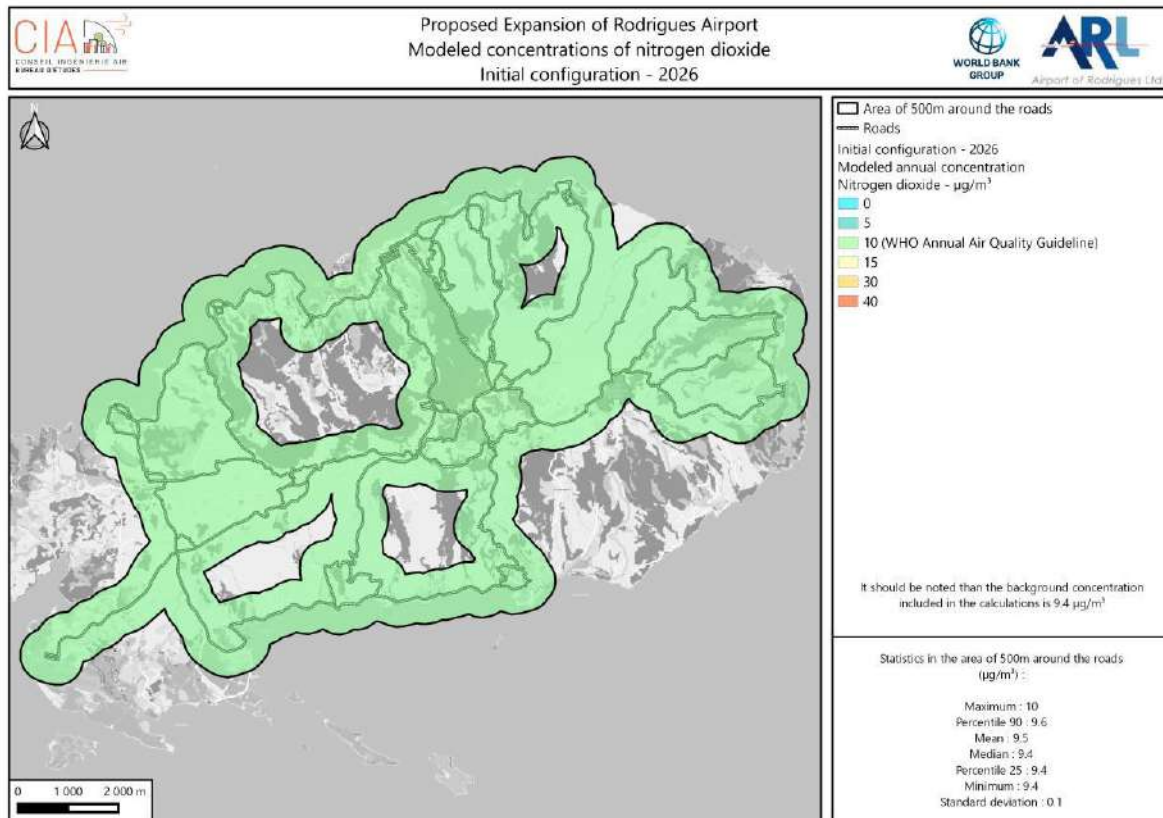 CIA
CONSEIL INGENIERIE AIR
BUREAU D'ETUDES
Proposed Expansion of Rodrigues Airport
Modeled concentrations of nitrogen dioxide
Initial configuration - 2026
WORLD BANK
GROUP
ARL
Airport of Rodrigues Ltd
N
0 1 000 2 000 m
Area of 500m around the roads
Roads
Initial configuration - 2026
Modeled annual concentration
Nitrogen dioxide - µg/m³
0
5
10 (WHO Annual Air Quality Guideline)
15
30
40
It should be noted than the background concentration
included in the calculations is 9.4 µg/m³
Statistics in the area of 500m around the roads
(µg/m³) :
Maximum : 10
Percentile 90 : 9.6
Mean : 9.5
Median : 9.4
Percentile 25 : 9.4
Minimum : 9.4
Standard deviation : 0.1